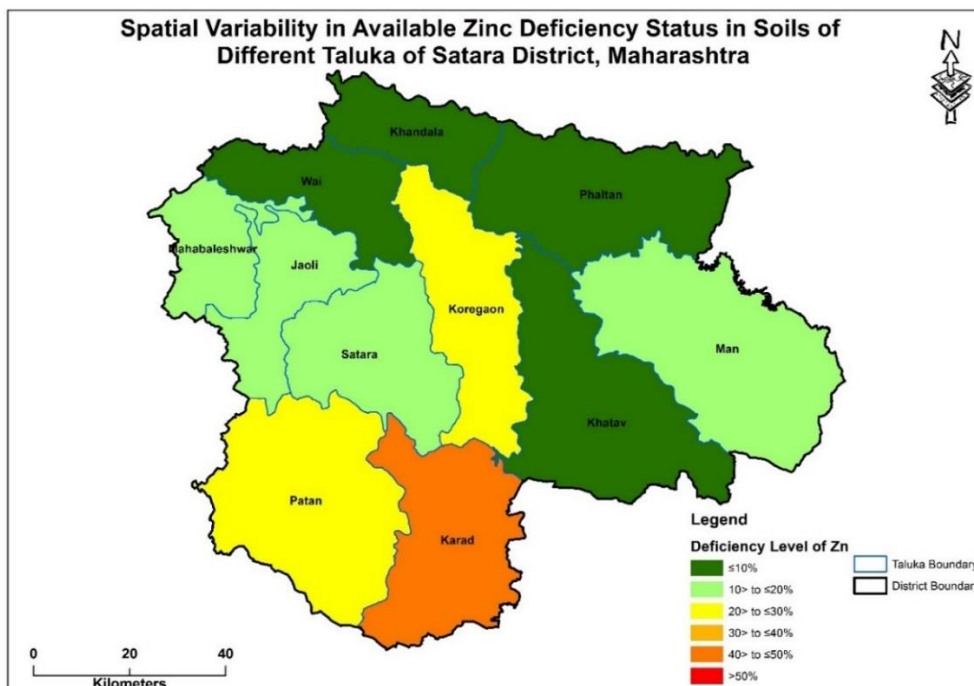 Spatial Variability in Available Zinc Deficiency Status in Soils of
Different Taluka of Satara District, Maharashtra
N
Khandala
Wai
Phaltan
Mahabaleshwar
Jaoli
Koregaon
Satara
Man
Khatav
Patan
Karad
Legend
Deficiency Level of Zn
≤10%
10> to ≤20%
20> to ≤30%
30> to ≤40%
40> to ≤50%
>50%
Taluka Boundary
District Boundary
0 20 40
Kilometers